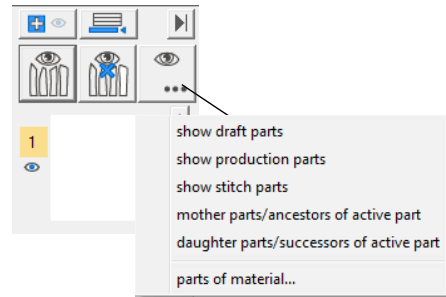 1
show draft parts
show production parts
show stitch parts
mother parts/ancestors of active part
daughter parts/successors of active part
parts of material...